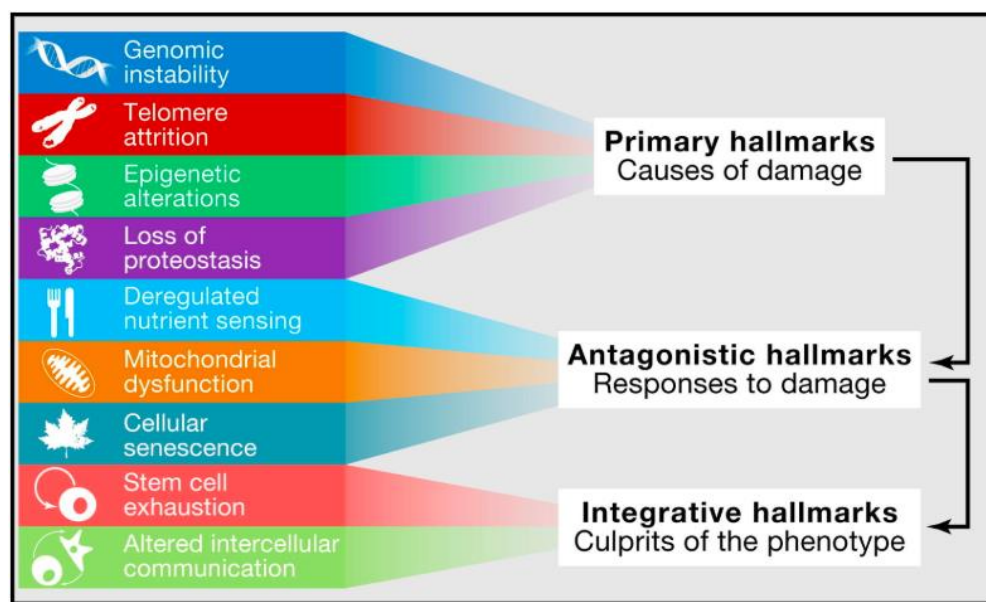 Genomic
instability
Telomere
attrition
Epigenetic
alterations
Loss of
proteostasis
Deregulated
nutrient sensing
Mitochondrial
dysfunction
Cellular
senescence
Stem cell
exhaustion
Altered intercellular
communication
Primary hallmarks
Causes of damage
Antagonistic hallmarks
Responses to damage
Integrative hallmarks
Culprits of the phenotype